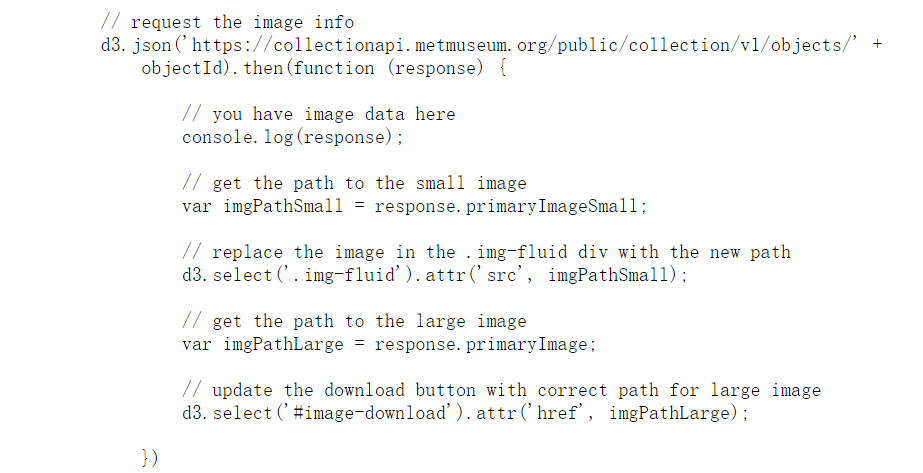 // request the image info
d3.json('https://collectionapi.metmuseum.org/public/collection/v1/objects/' +
objectId).then(function (response) {
// you have image data here
console.log(response);
// get the path to the small image
var imgPathSmall = response.primaryImageSmall;
// replace the image in the .img-fluid div with the new path
d3.select('.img-fluid').attr('src', imgPathSmall);
// get the path to the large image
var imgPathLarge = response.primaryImage;
// update the download button with correct path for large image
d3.select('#image-download').attr('href', imgPathLarge);
})